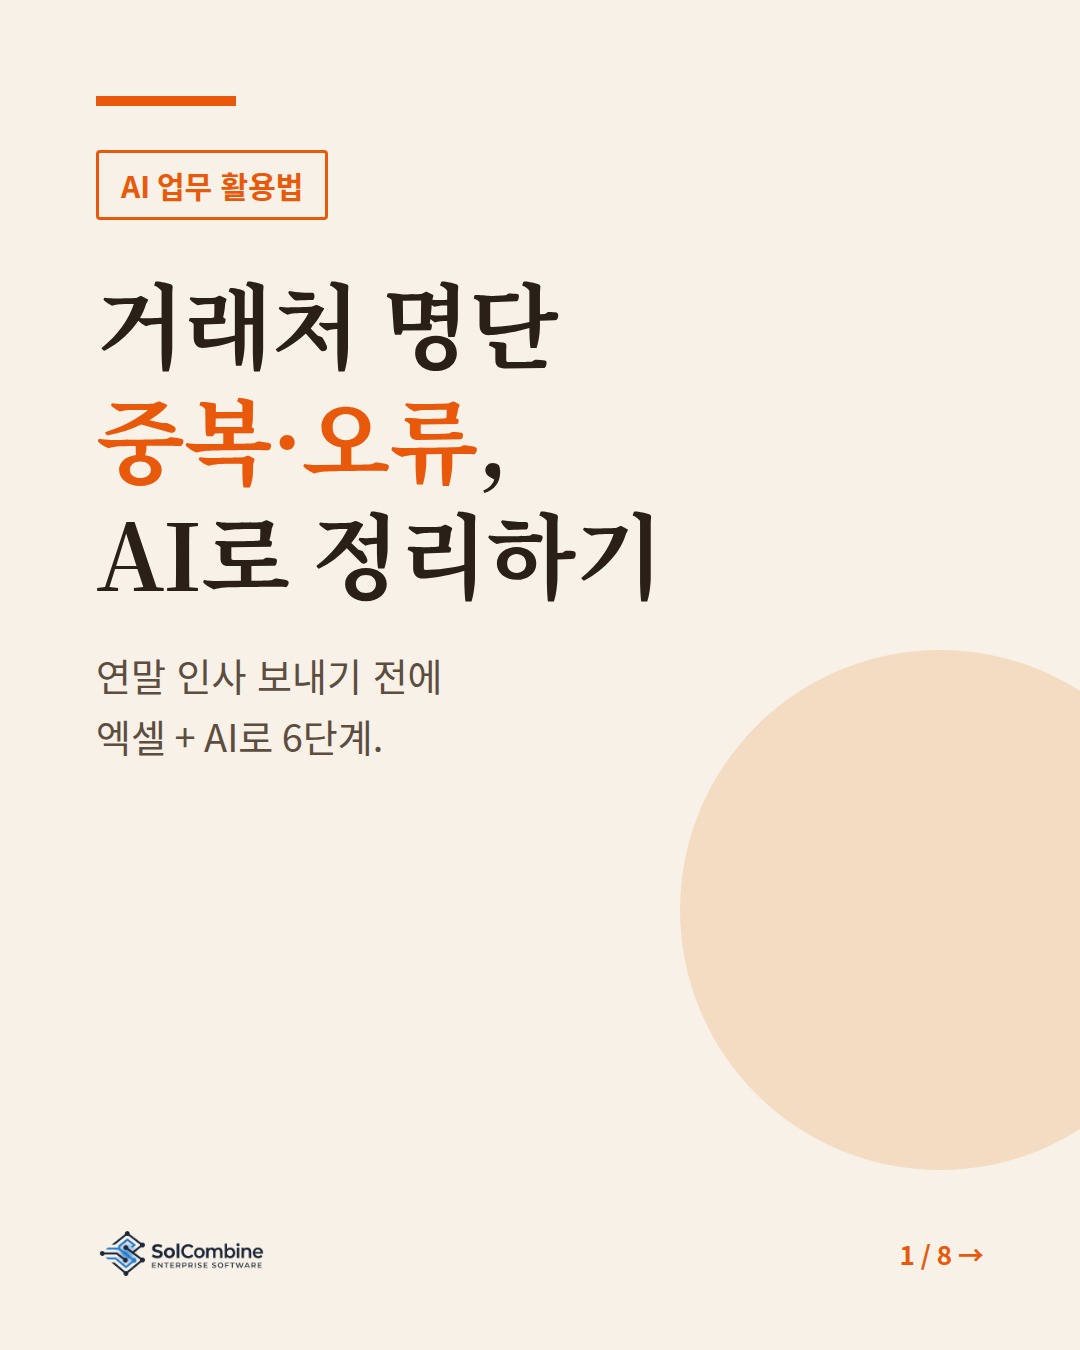 AI 업무 활용법
거래처 명단
중복·오류,
AI로 정리하기
연말 인사 보내기 전에
엑셀 + AI로 6단계.
SolCombine
ENTERPRISE SOFTWARE
1 / 8 →